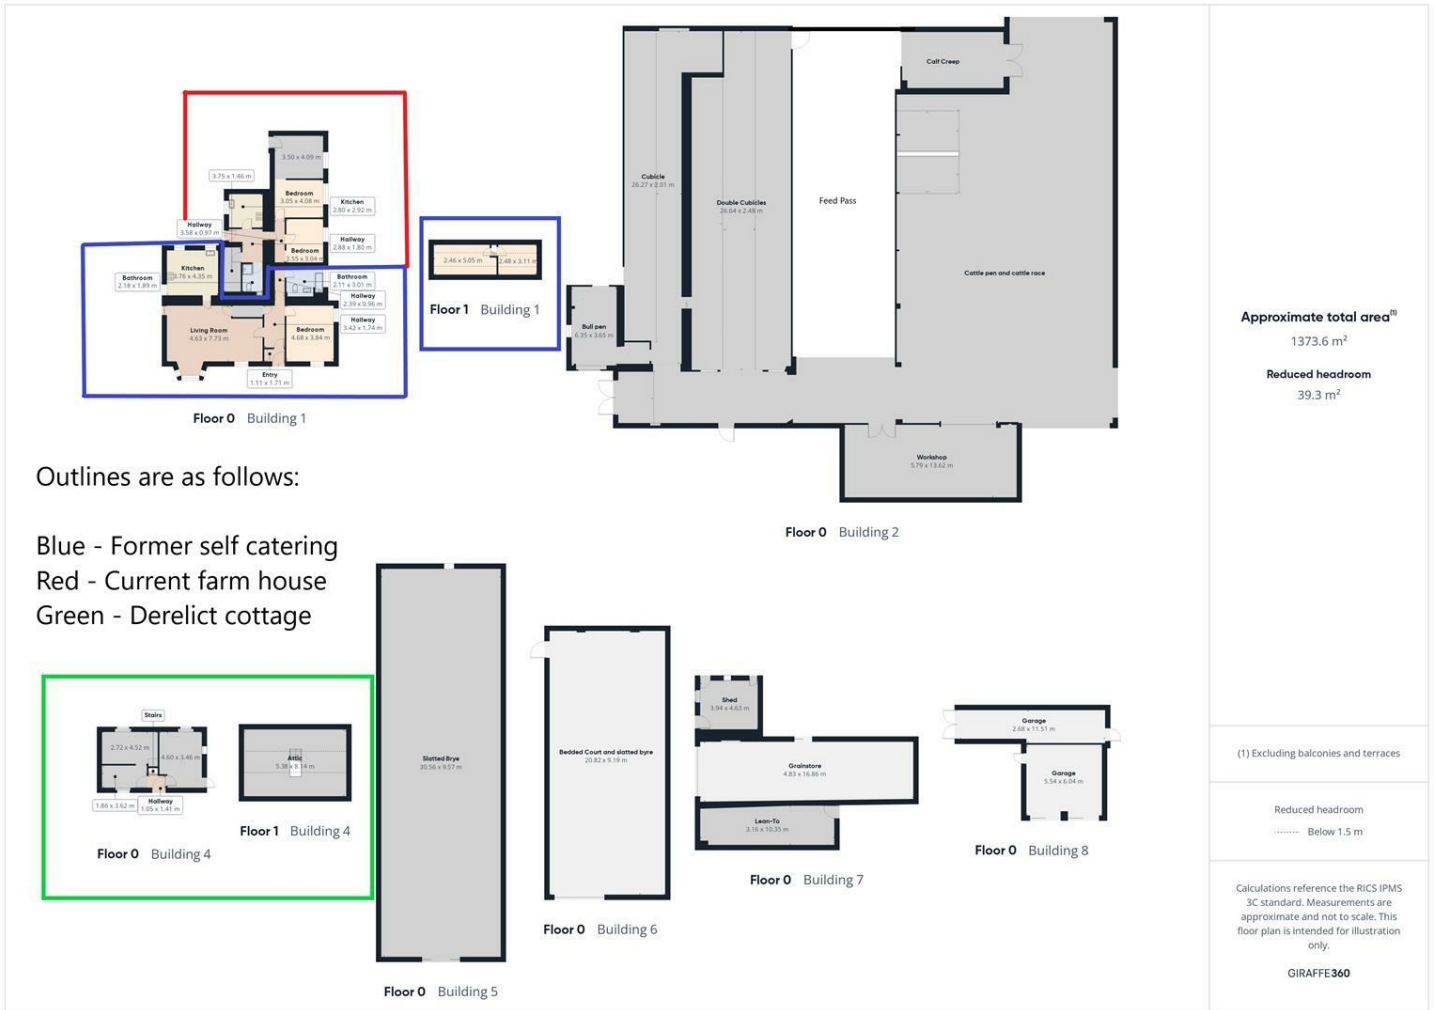 3.50 x 4.09 m
3.75 x 1.46 m
Bedroom
3.05 x 4.08 m
Kitchen
2.80 x 2.92 m
Hallway
3.58 x 0.97 m
Hallway
2.88 x 1.80 m
Bedroom
3.55 x 3.04 m
Kitchen
3.76 x 4.35 m
Bathroom
2.18 x 1.89 m
Bathroom
2.11 x 3.01 m
Hallway
2.39 x 0.96 m
Hallway
3.42 x 1.74 m
Living Room
4.63 x 7.73 m
Bedroom
4.68 x 3.84 m
Entry
1.11 x 1.71 m
Floor 0 Building 1
2.46 x 5.05 m
2.48 x 3.11 m
Floor 1 Building 1
Calf Creep
Cubicle
26.27 x 2.01 m
Double Cubicles
26.64 x 2.48 m
Feed Pass
Cattle pen and cattle race
Bull pen
6.35 x 3.65 m
Workshop
5.79 x 13.62 m
Floor 0 Building 2
Outlines are as follows:
Blue - Former self catering
Red - Current farm house
Green - Derelict cottage
Stairs
2.72 x 4.52 m
4.60 x 3.46 m
1.86 x 3.62 m
Hallway
1.05 x 1.41 m
Floor 0 Building 4
Attic
5.38 x 8.14 m
Floor 1 Building 4
Slatted Brye
30.56 x 9.57 m
Floor 0 Building 5
Bedded Court and slatted byre
20.82 x 9.19 m
Floor 0 Building 6
Shed
3.94 x 4.63 m
Grainstore
4.83 x 16.86 m
Lean-To
3.16 x 10.35 m
Floor 0 Building 7
Garage
2.68 x 11.51 m
Garage
5.54 x 6.04 m
Floor 0 Building 8
Approximate total area(1)
1373.6 m²
Reduced headroom
39.3 m²
(1) Excluding balconies and terraces
Reduced headroom
Below 1.5 m
Calculations reference the RICS IPMS
3C standard. Measurements are
approximate and not to scale. This
floor plan is intended for illustration
only.
GIRAFFE360